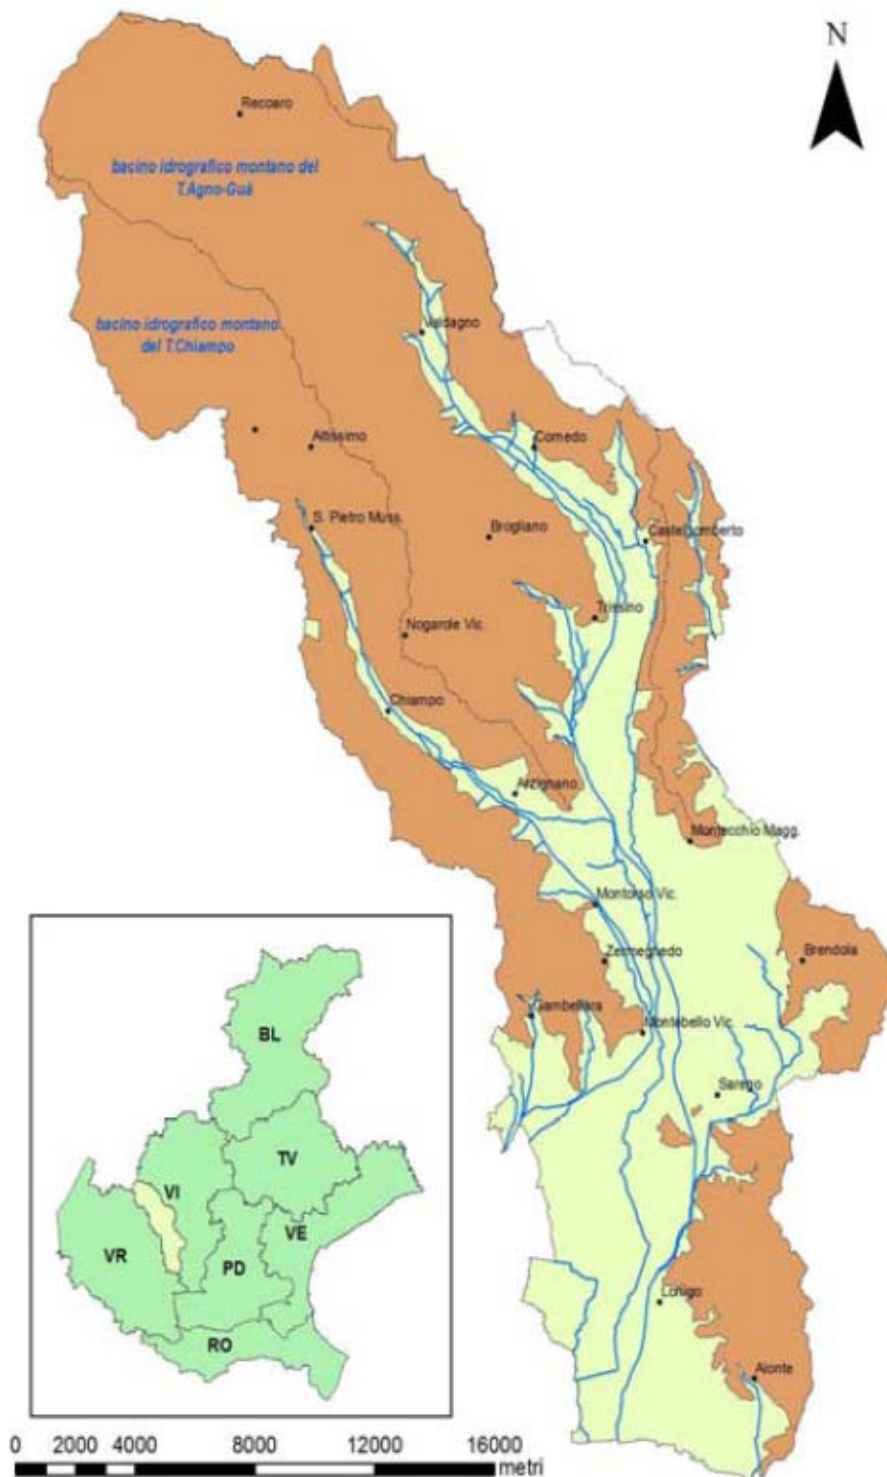 N
Recoaro
bacino idrografico montano del
T.Agno-Guà
bacino idrografico montano
del T.Chiampo
Valdagno
Altissimo
Cornedo
S. Pietro Muss.
Brogliano
Castelgomberto
Trissino
Nogarole Vic.
Chiampo
Arzignano
Montecchio Magg.
Montorso Vic.
Zermeghedo
Brendola
Gambellara
Montebello Vic.
Sarego
Lonigo
Alonte
BL
TV
VI
VE
VR
PD
RO
0 2000 4000 8000 12000 16000
metri